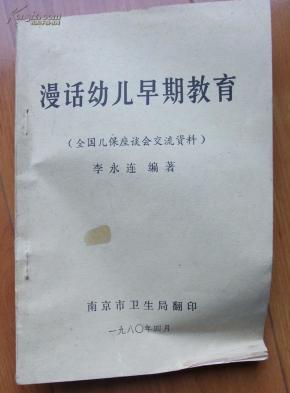 漫话幼儿早期教育
（全国儿保座谈会交流资料）
李永连 编著
南京市卫生局翻印
一九八〇年四月